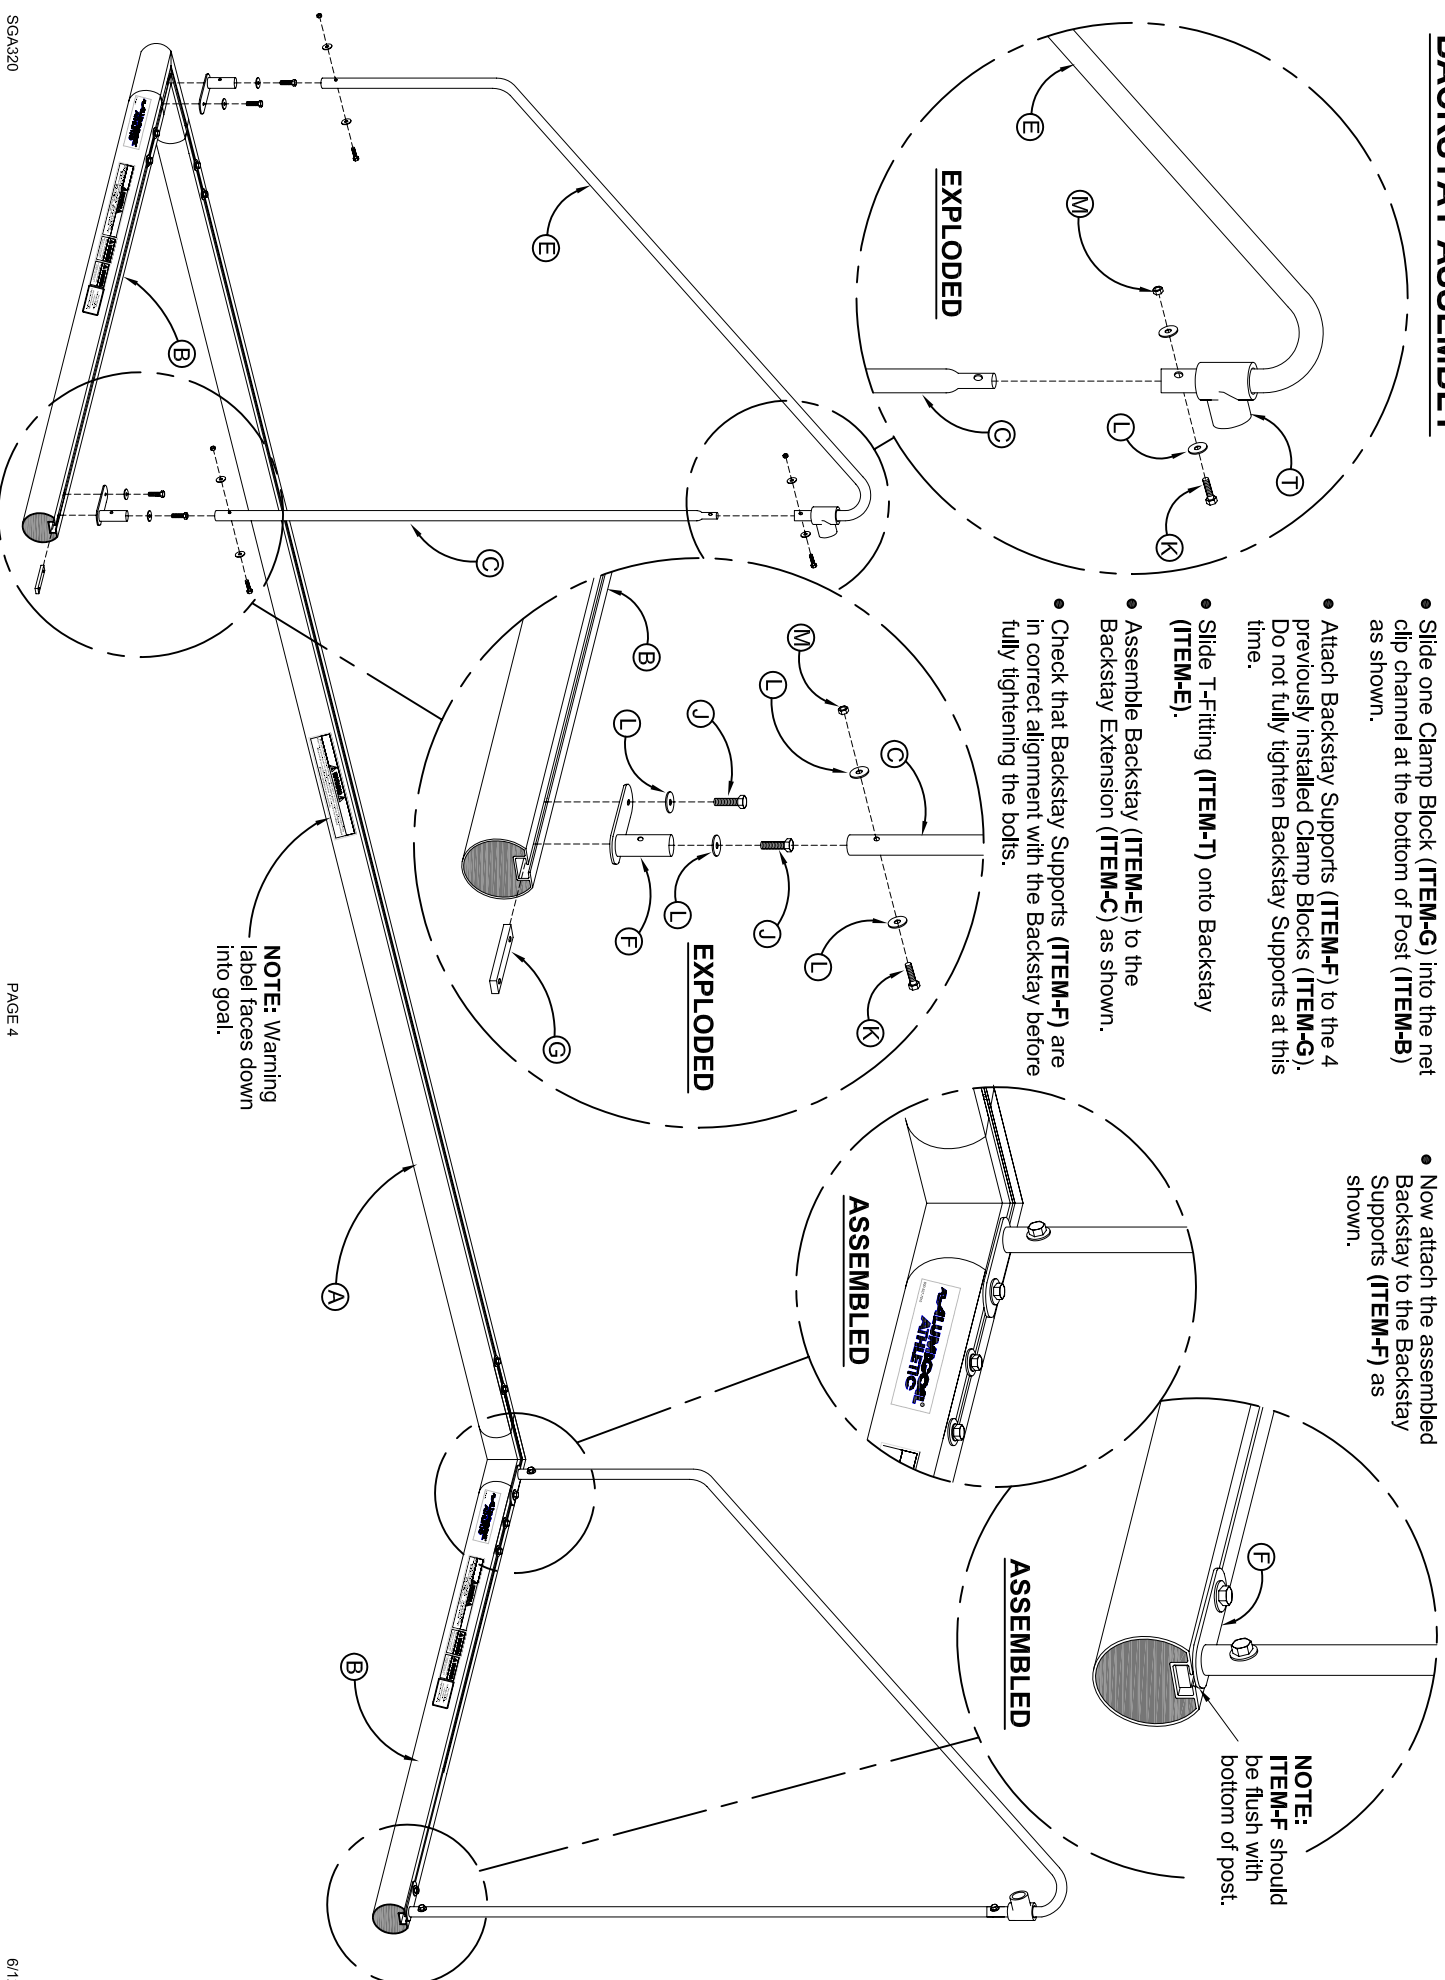 BACKSTAY ASSEMBLY
● Slide one Clamp Block (ITEM-G) into the net
clip channel at the bottom of Post (ITEM-B)
as shown.
● Attach Backstay Supports (ITEM-F) to the 4
previously installed Clamp Blocks (ITEM-G).
Do not fully tighten Backstay Supports at this
time.
● Slide T-Fitting (ITEM-T) onto Backstay
(ITEM-E).
● Assemble Backstay (ITEM-E) to the
Backstay Extension (ITEM-C) as shown.
● Check that Backstay Supports (ITEM-F) are
in correct alignment with the Backstay before
fully tightening the bolts.
● Now attach the assembled
Backstay to the Backstay
Supports (ITEM-F) as
shown.
E
M
T
L
K
C
EXPLODED
E
B
C
B
M
L
C
L
J
L
J
L
F
K
G
EXPLODED
ALUMAGOAL®
ATHLETIC
ASSEMBLED
F
NOTE:
ITEM-F should
be flush with
bottom of post.
ASSEMBLED
WARNING
NOTE: Warning
label faces down
into goal.
A
B
SGA320
PAGE 4